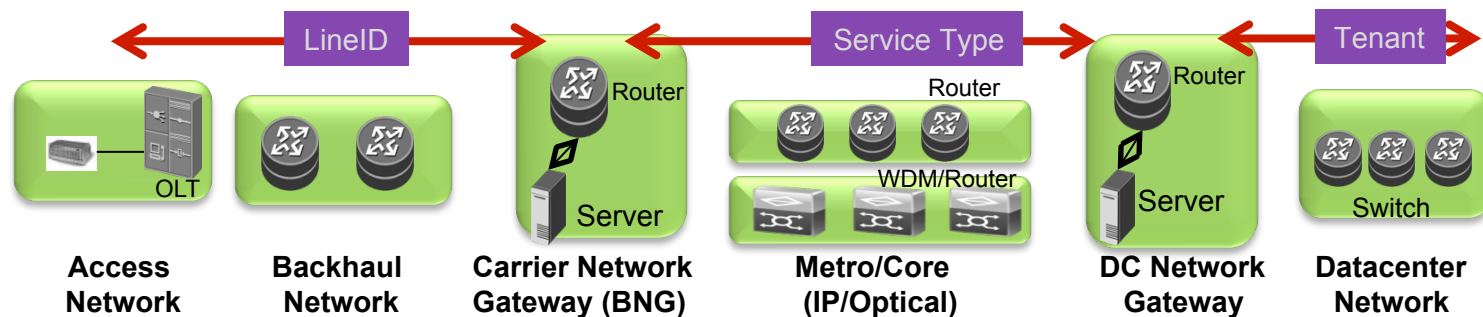 LineID
Service Type
Tenant
Router
Router
Router
OLT
Server
WDM/Router
Server
Switch
Access
Network
Backhaul
Network
Carrier Network
Gateway (BNG)
Metro/Core
(IP/Optical)
DC Network
Gateway
Datacenter
Network